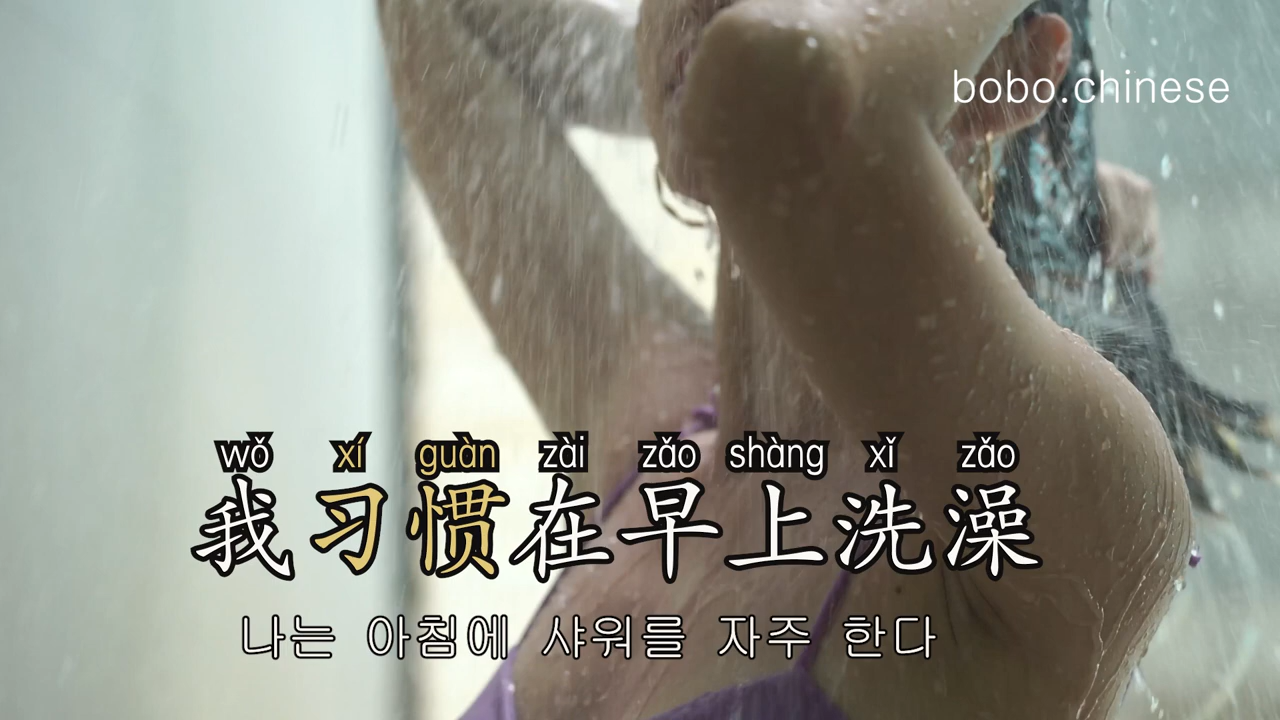 bobo.chinese
wǒ xí guàn zài zǎo shàng xǐ zǎo
我习惯在早上洗澡
나는 아침에 샤워를 자주 한다